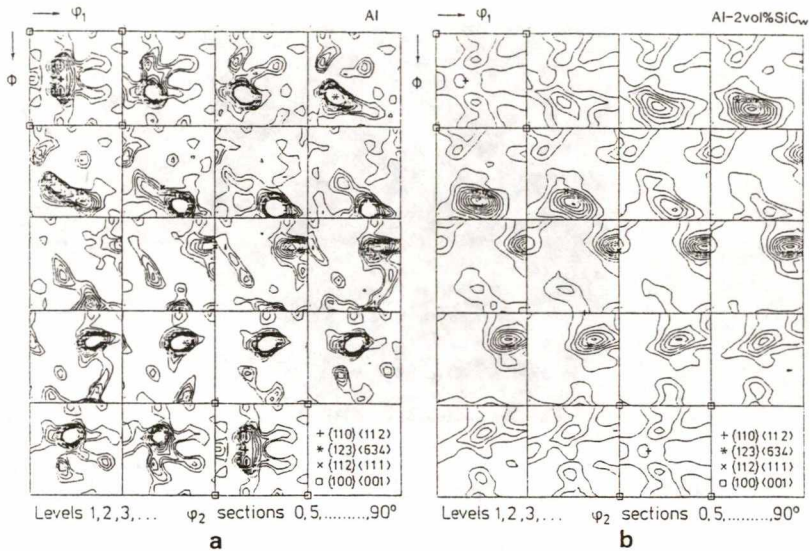 φ₁ Al
Φ
+ {110}⟨112⟩
* {123}⟨634⟩
× {112}⟨111⟩
□ {100}⟨001⟩
Levels 1,2,3,... φ₂ sections 0,5,.........,90°
a
φ₁ Al-2vol%SiCw
Φ
+ {110}⟨112⟩
* {123}⟨634⟩
× {112}⟨111⟩
□ {100}⟨001⟩
Levels 1,2,3,... φ₂ sections 0,5,.........,90°
b